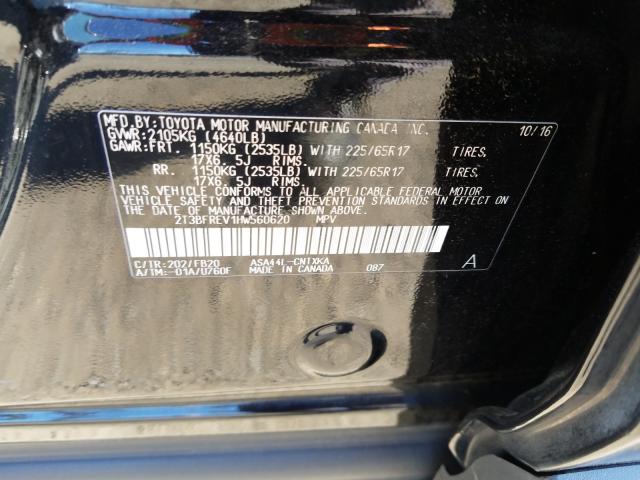 MFD.BY:TOYOTA MOTOR MANUFACTURING CANADA INC. 10/16
GVWR:2105KG (4640LB)
GAWR:FRT. 1150KG (2535LB) WITH 225/65R17 TIRES,
17X6.5J RIMS.
RR. 1150KG (2535LB) WITH 225/65R17 TIRES,
17X6.5J RIMS.
THIS VEHICLE CONFORMS TO ALL APPLICABLE FEDERAL MOTOR
VEHICLE SAFETY AND THEFT PREVENTION STANDARDS IN EFFECT ON
THE DATE OF MANUFACTURE SHOWN ABOVE.
2T3BFREV1HW560620 MPV
C/TR:202/FB20 ASA44L-CNTXKA
A/TM:-01A/U760F MADE IN CANADA 087 A